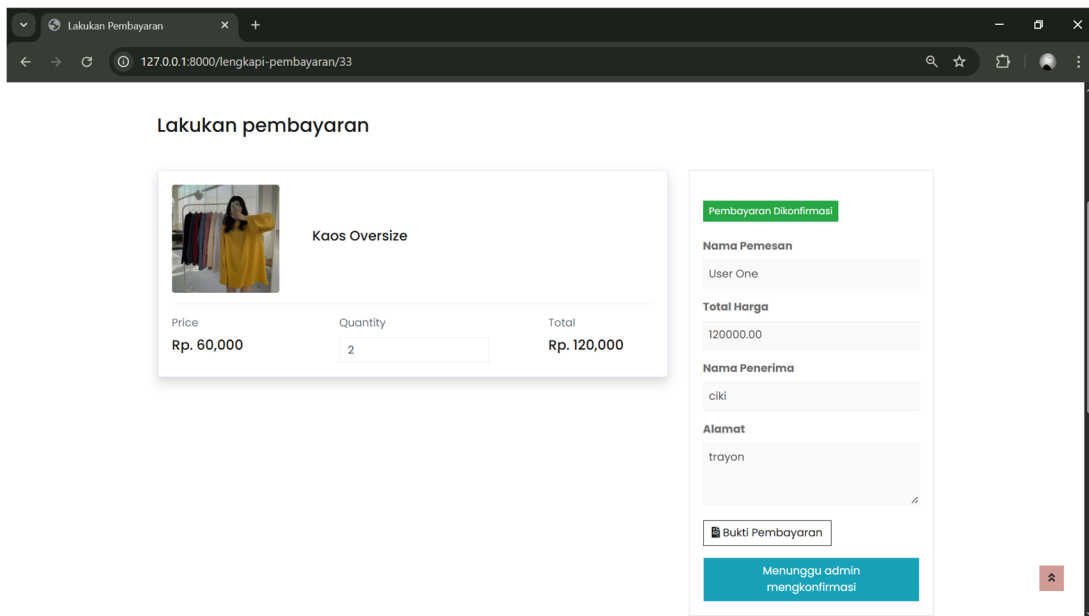 Lakukan Pembayaran
127.0.0.1:8000/lengkapi-pembayaran/33
Lakukan pembayaran
Kaos Oversize
Price
Quantity
Total
Rp. 60,000
2
Rp. 120,000
Pembayaran Dikonfirmasi
Nama Pemesan
User One
Total Harga
120000.00
Nama Penerima
ciki
Alamat
trayon
Bukti Pembayaran
Menunggu admin
mengkonfirmasi